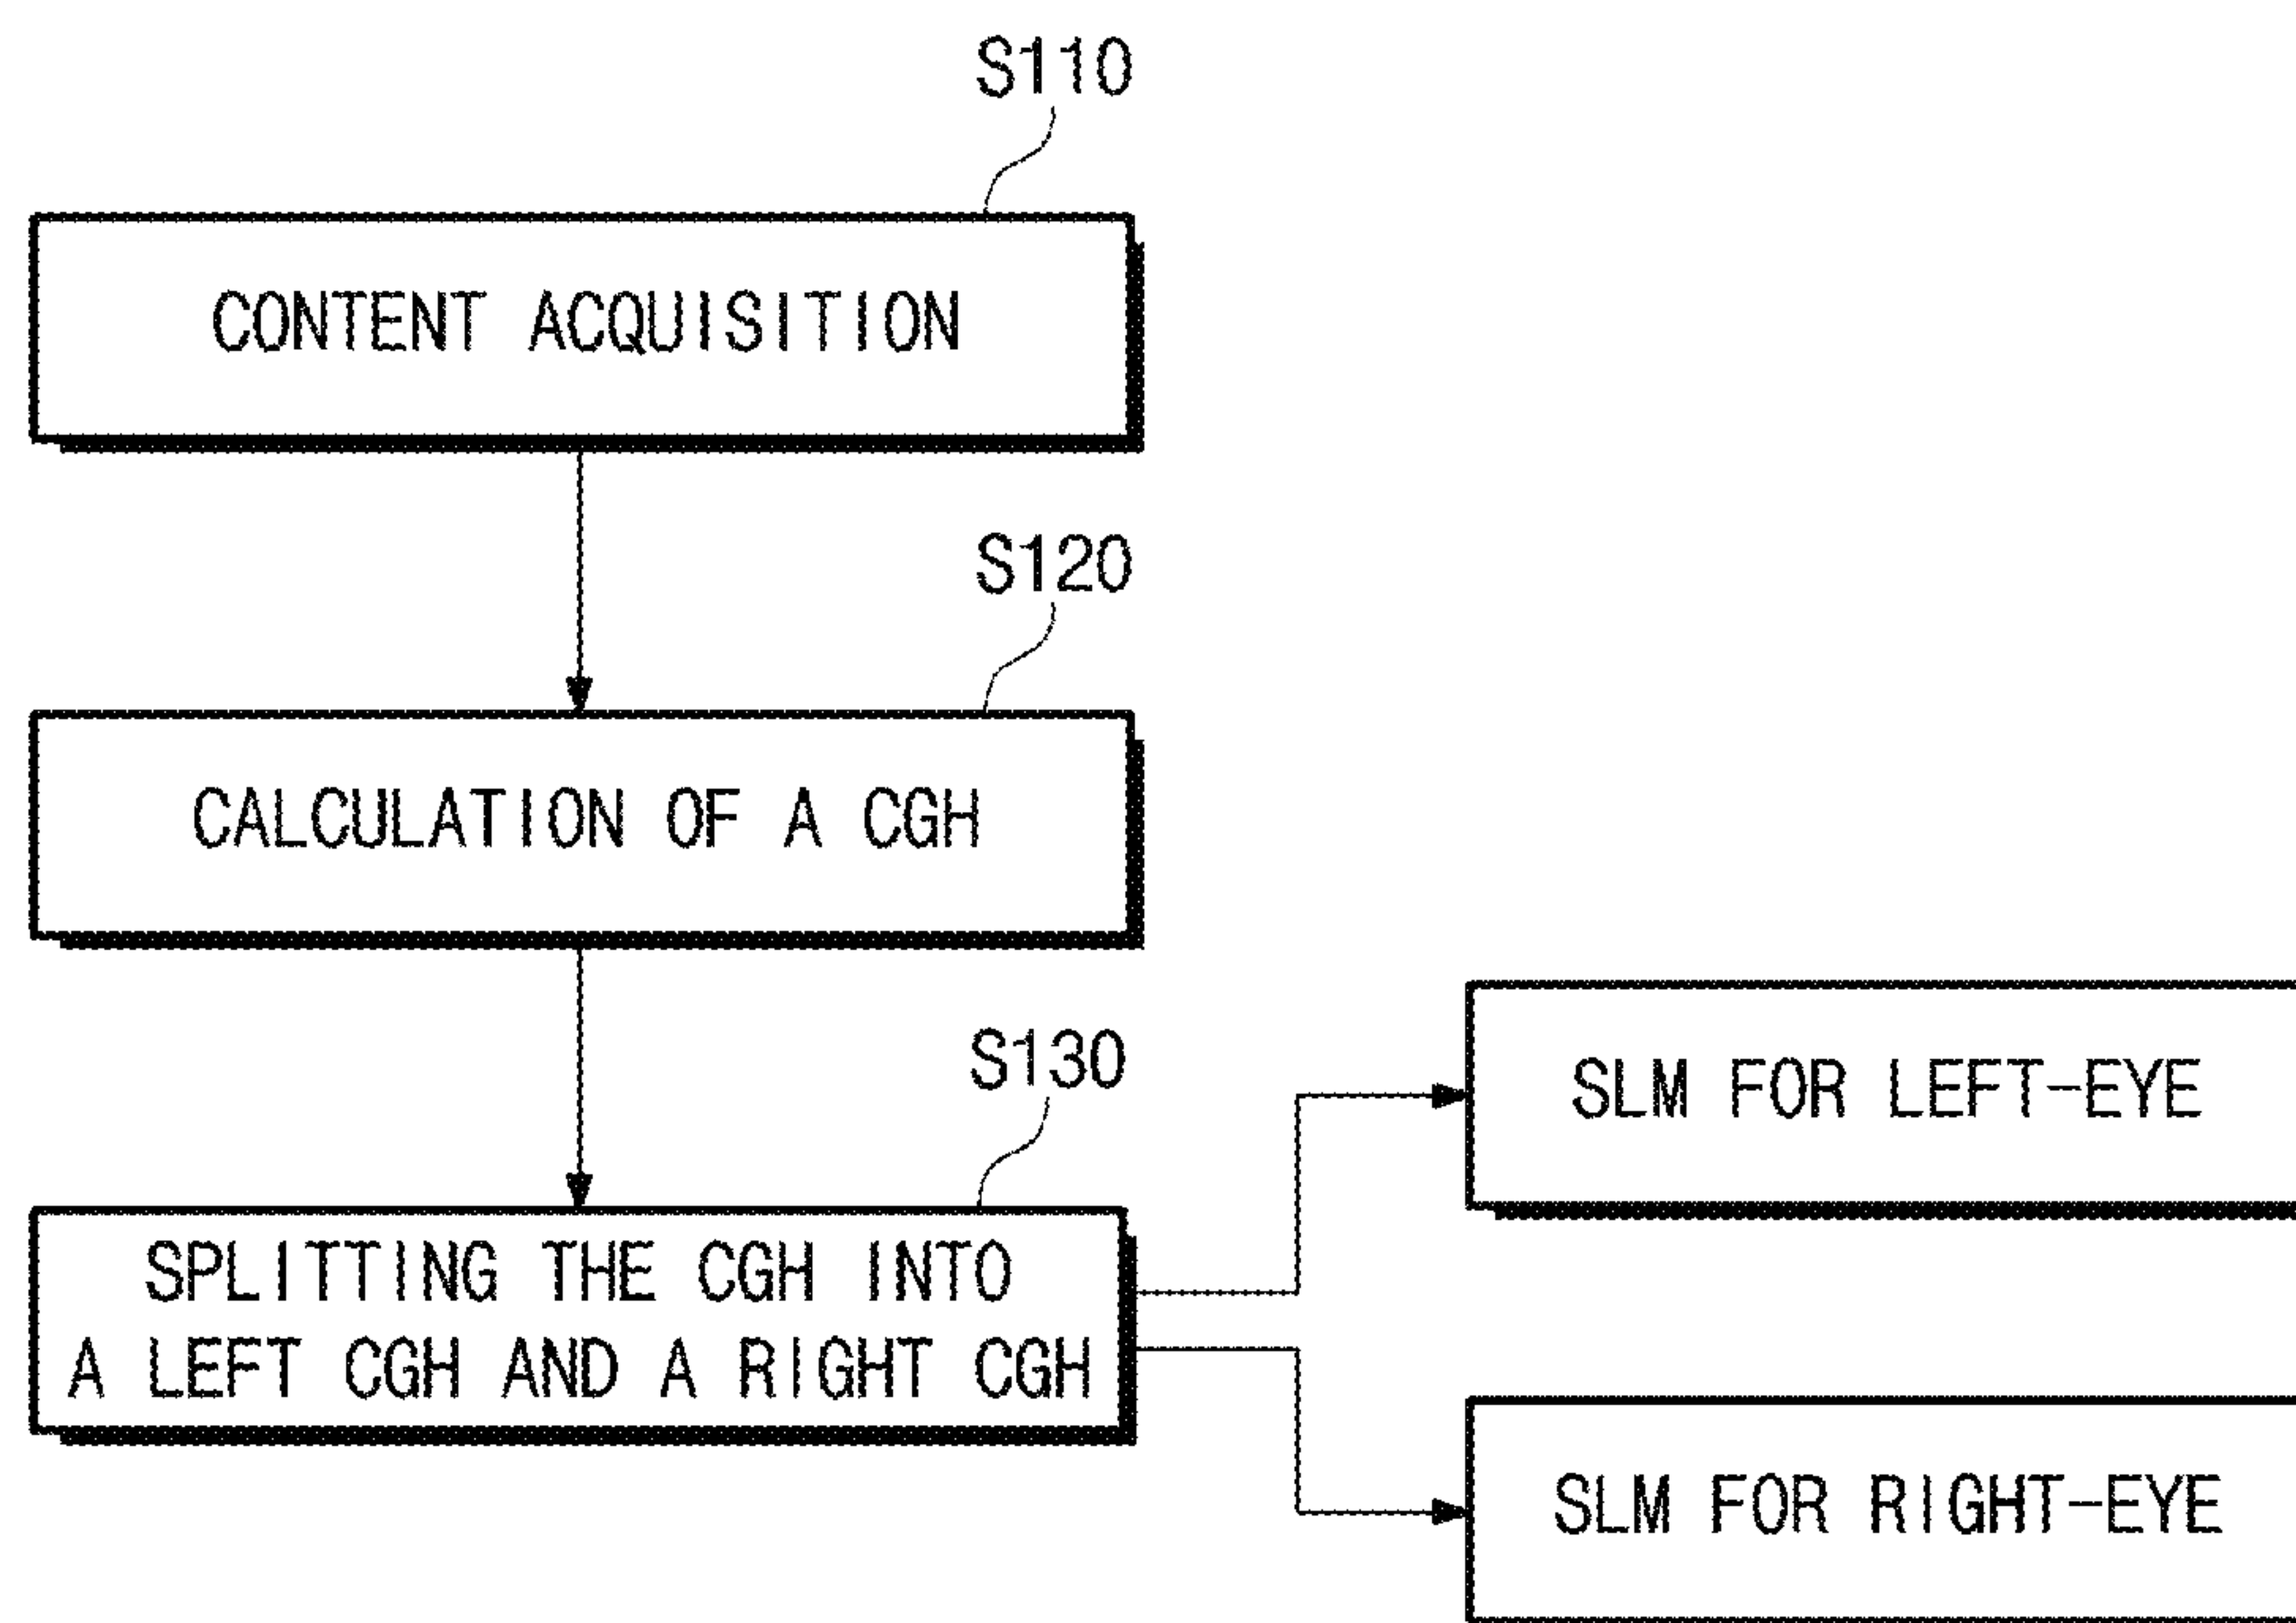 S110
CONTENT ACQUISITION
S120
CALCULATION OF A CGH
S130
SPLITTING THE CGH INTO
A LEFT CGH AND A RIGHT CGH
SLM FOR LEFT-EYE
SLM FOR RIGHT-EYE